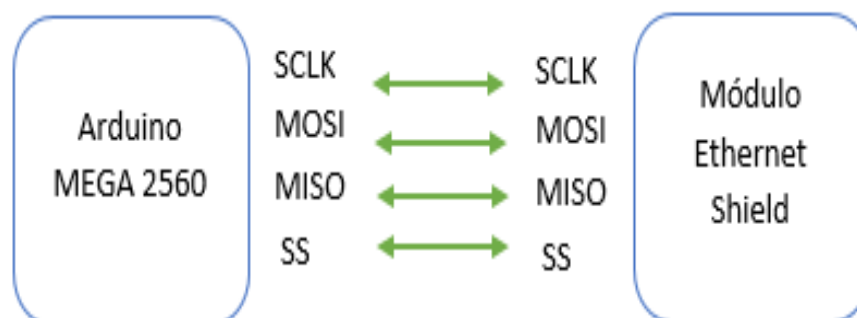 Arduino
MEGA 2560
SCLK
MOSI
MISO
SS
SCLK
MOSI
MISO
SS
Módulo
Ethernet
Shield